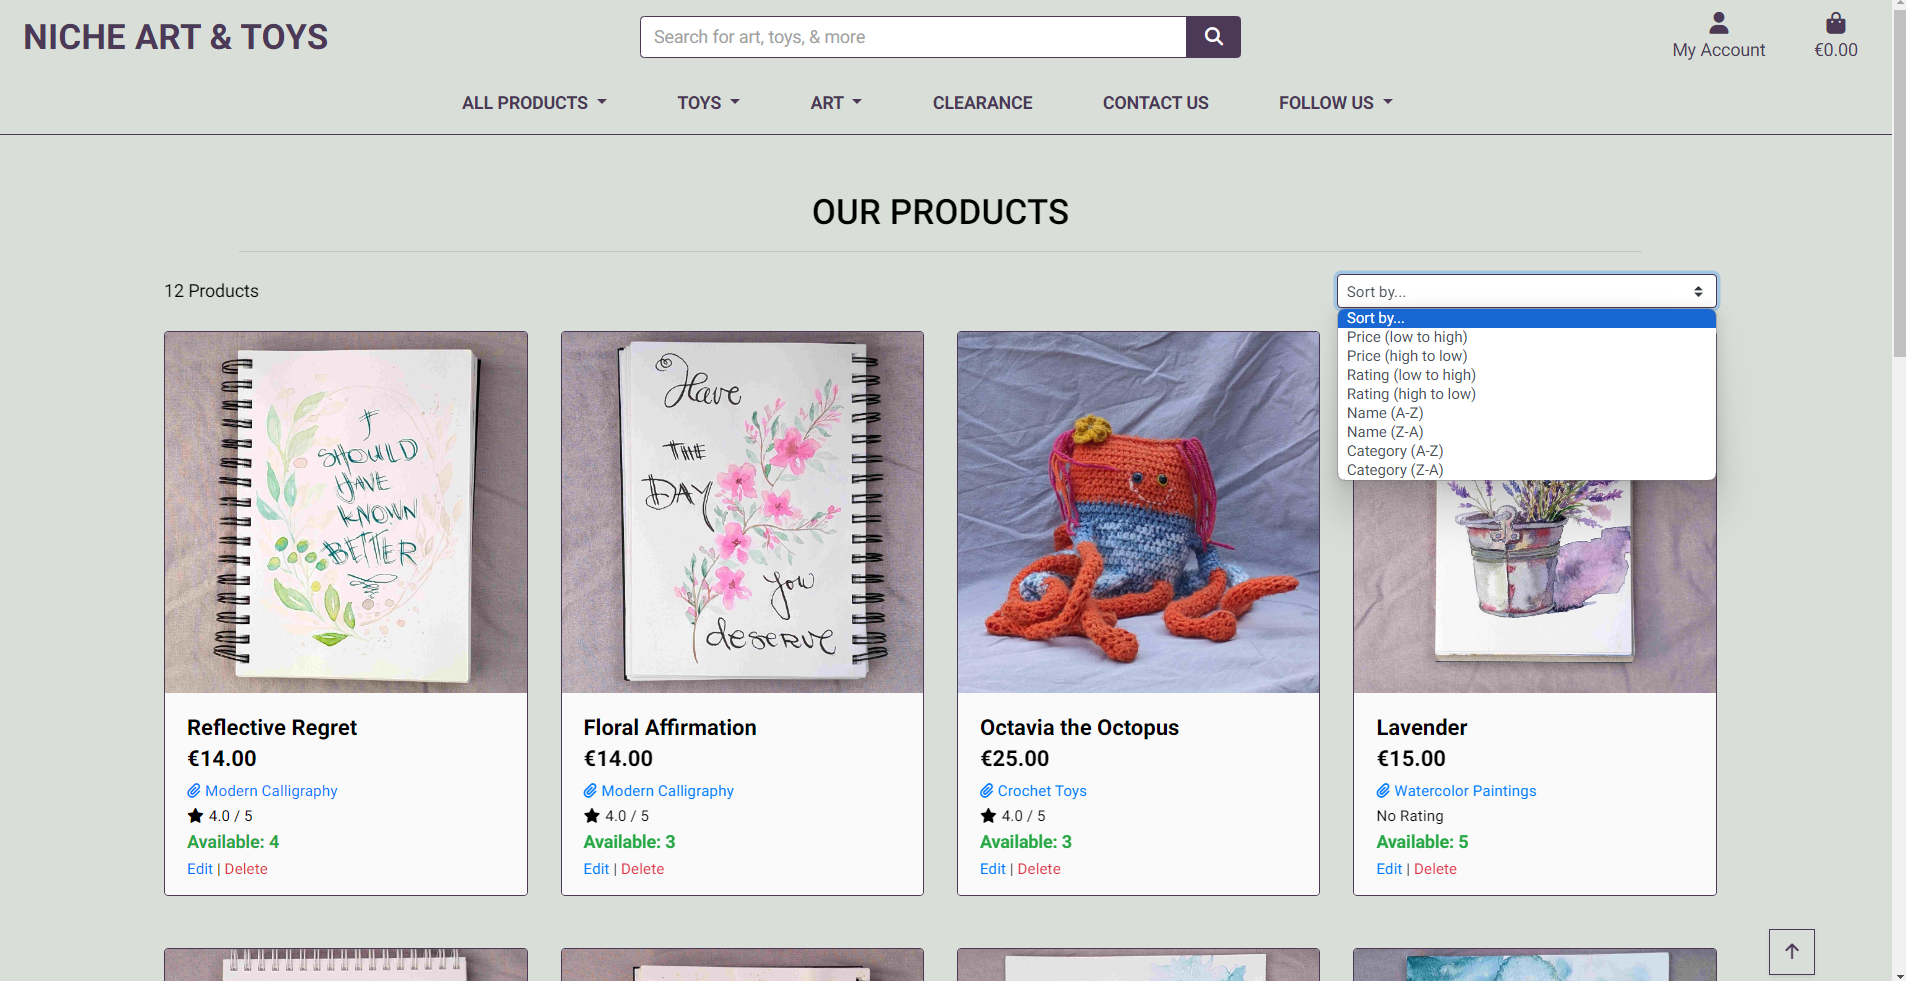 NICHE ART & TOYS
Search for art, toys, & more
My Account
€0.00
ALL PRODUCTS
TOYS
ART
CLEARANCE
CONTACT US
FOLLOW US
OUR PRODUCTS
12 Products
Sort by...
Sort by...
Price (low to high)
Price (high to low)
Rating (low to high)
Rating (high to low)
Name (A-Z)
Name (Z-A)
Category (A-Z)
Category (Z-A)
I
SHOULD
HAVE
KNOWN
BETTER
Have
THE
DAY
You
deserve
Reflective Regret
€14.00
Modern Calligraphy
4.0 / 5
Available: 4
Edit | Delete
Floral Affirmation
€14.00
Modern Calligraphy
4.0 / 5
Available: 3
Edit | Delete
Octavia the Octopus
€25.00
Crochet Toys
4.0 / 5
Available: 3
Edit | Delete
Lavender
€15.00
Watercolor Paintings
No Rating
Available: 5
Edit | Delete